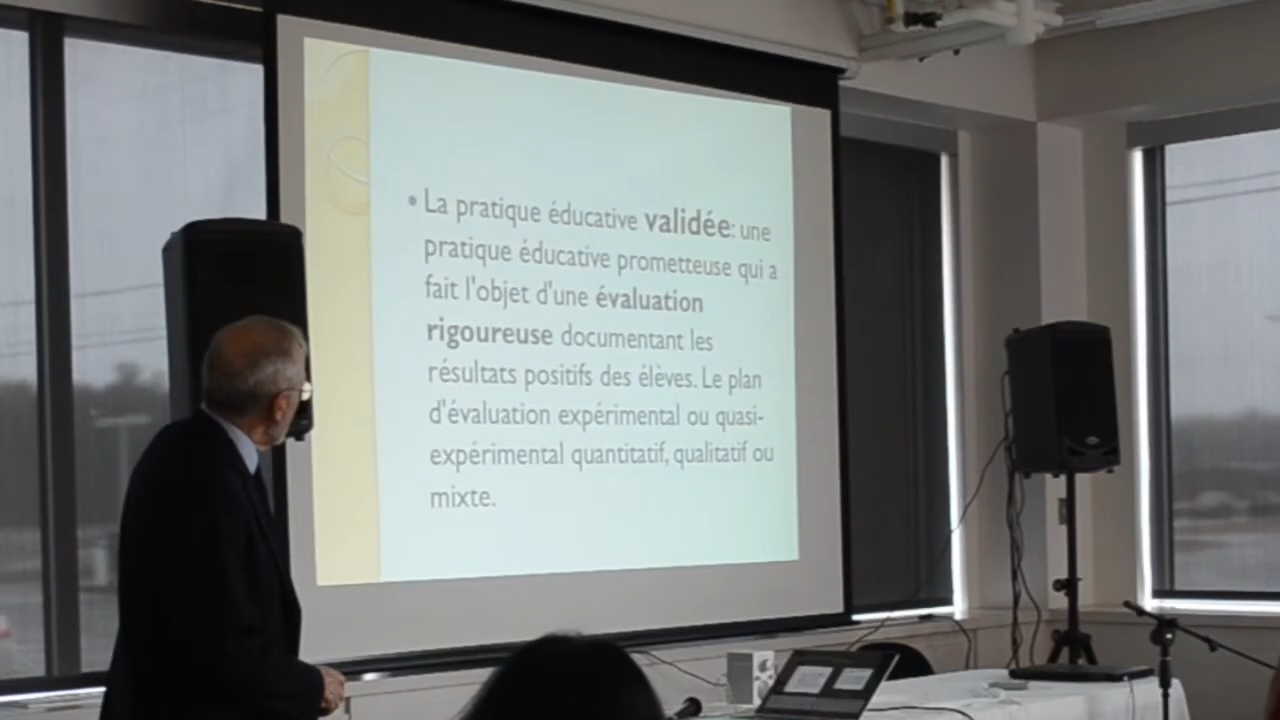 • La pratique éducative validée: une
pratique éducative prometteuse qui a
fait l'objet d'une évaluation
rigoureuse documentant les
résultats positifs des élèves. Le plan
d'évaluation expérimental ou quasi-
expérimental quantitatif, qualitatif ou
mixte.